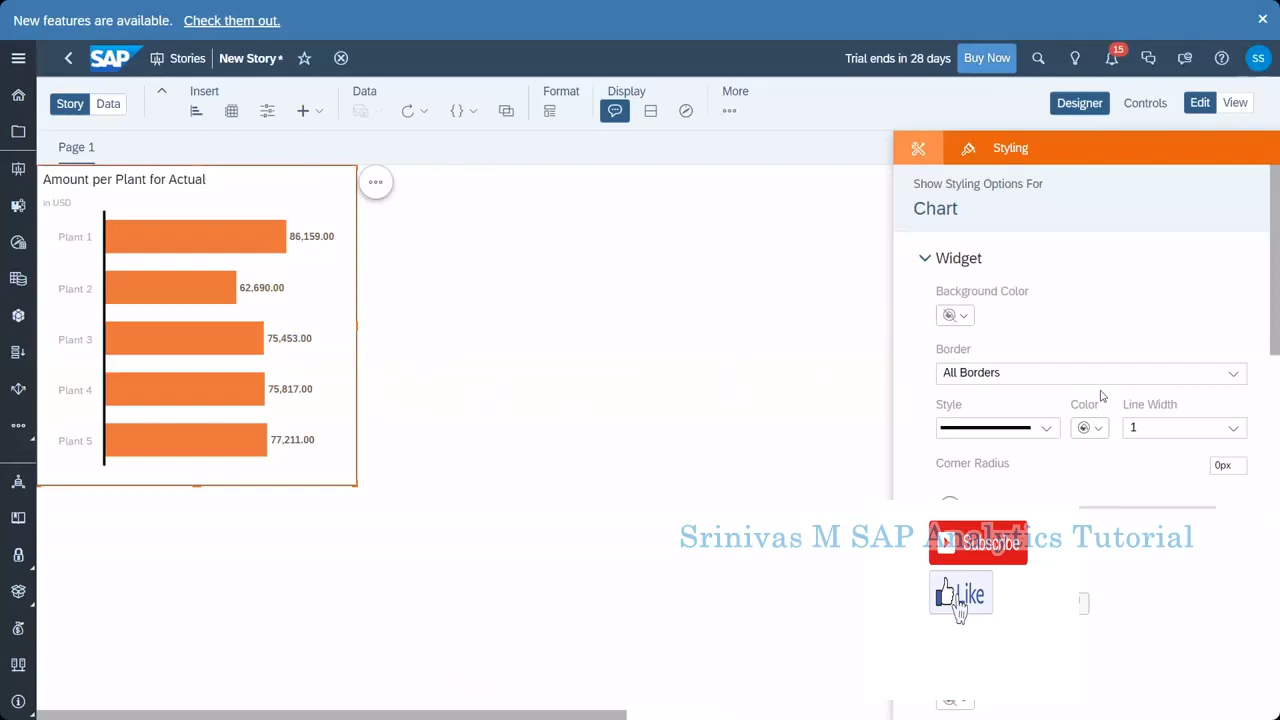 New features are available. Check them out.
SAP Stories New Story* Trial ends in 28 days Buy Now 15 SS
Insert Data Format Display More
Story Data Designer Controls Edit View
Page 1
Styling
Amount per Plant for Actual
in USD
Show Styling Options For
Chart
Plant 1 86,159.00
Plant 2 62,690.00
Plant 3 75,453.00
Plant 4 75,817.00
Plant 5 77,211.00
Widget
Background Color
Border
All Borders
Style Color Line Width
1
Corner Radius 0px
Srinivas M SAP Analytics Tutorial
Subscribe
Like